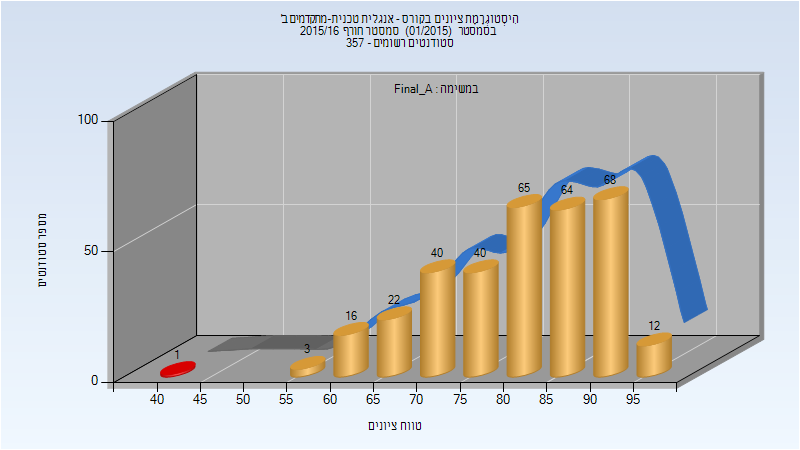 היסטוגרמת ציונים בקורס - אנגלית טכנית-מתקדמים ב'
בסמסטר (01/2015) סמסטר חורף 2015/16
סטודנטים רשומים - 357
במשימה : Final_A
מספר סטודנטים
100
50
0
1
3
16
22
40
40
65
64
68
12
40 45 50 55 60 65 70 75 80 85 90 95
טווח ציונים